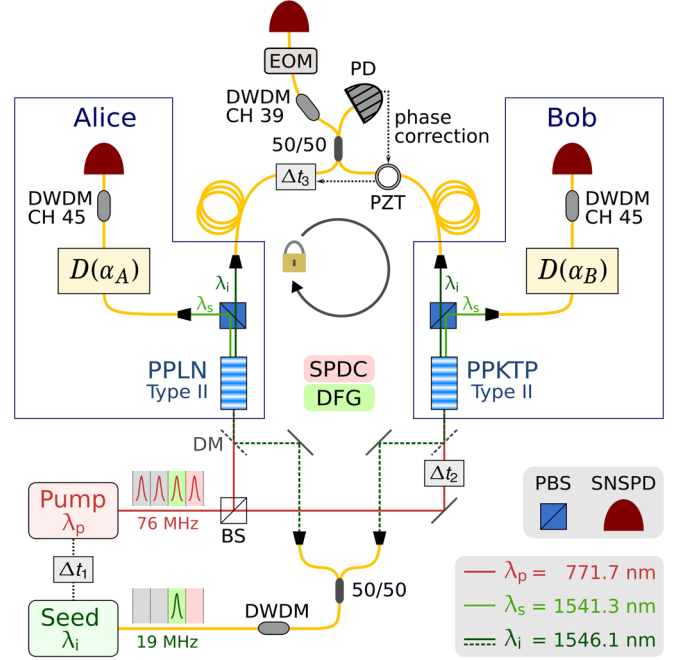 EOM
PD
DWDM
CH 39
phase
correction
50/50
Δt₃
PZT
Alice
Bob
DWDM
CH 45
DWDM
CH 45
D(α_A)
D(α_B)
λᵢ
λₛ
λᵢ
λₛ
PPLN
Type II
PPKTP
Type II
SPDC
DFG
DM
Δt₂
Pump
λₚ
76 MHz
BS
PBS
SNSPD
Δt₁
50/50
Seed
λᵢ
19 MHz
DWDM
λₚ = 771.7 nm
λₛ = 1541.3 nm
λᵢ = 1546.1 nm